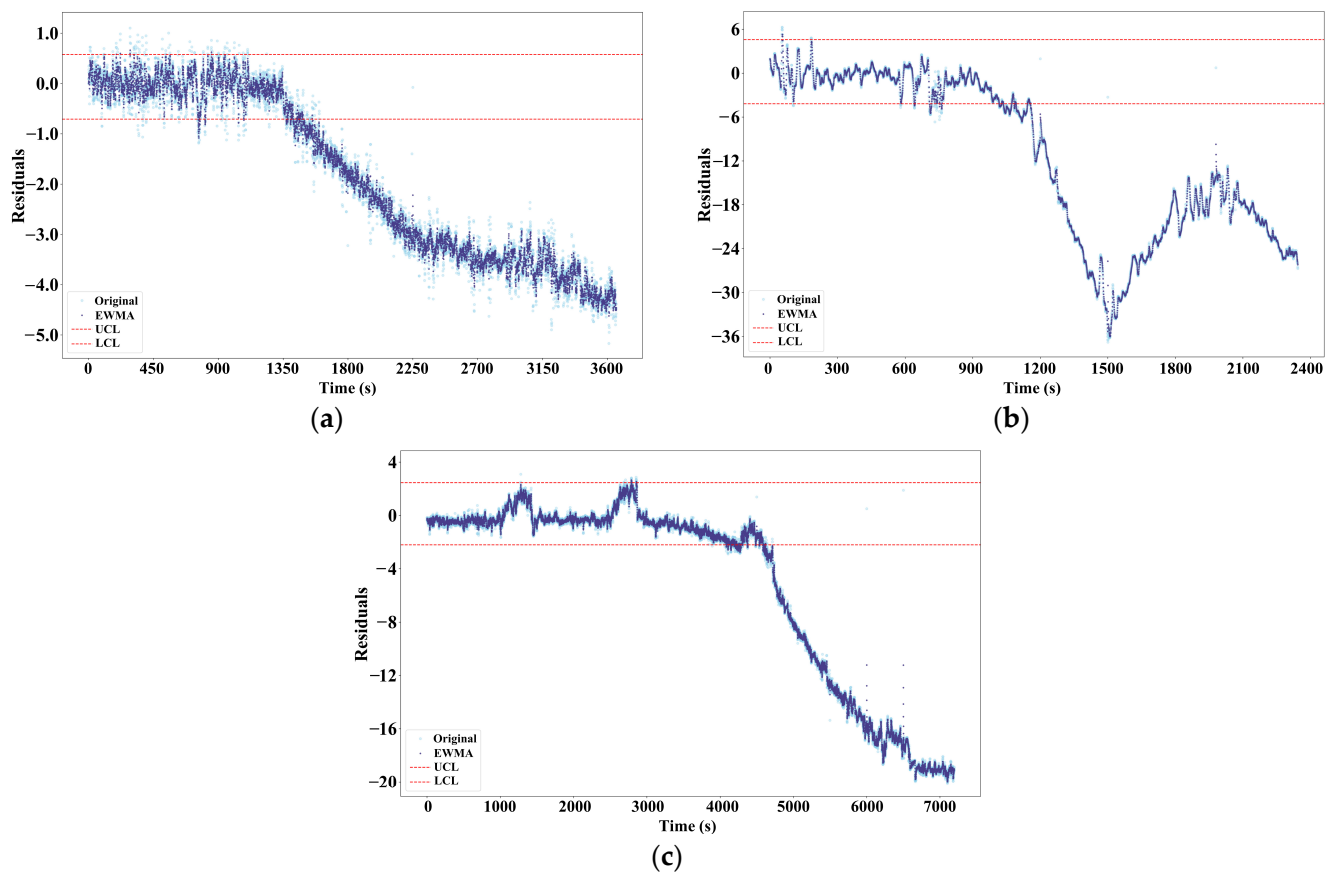 1.0
0.0
−1.0
−2.0
−3.0
−4.0
−5.0
Residuals
Original
EWMA
UCL
LCL
0 450 900 1350 1800 2250 2700 3150 3600
Time (s)
(a)
6
0
−6
−12
−18
−24
−30
−36
Residuals
Original
EWMA
UCL
LCL
0 300 600 900 1200 1500 1800 2100 2400
Time (s)
(b)
4
0
−4
−8
−12
−16
−20
Residuals
Original
EWMA
UCL
LCL
0 1000 2000 3000 4000 5000 6000 7000
Time (s)
(c)